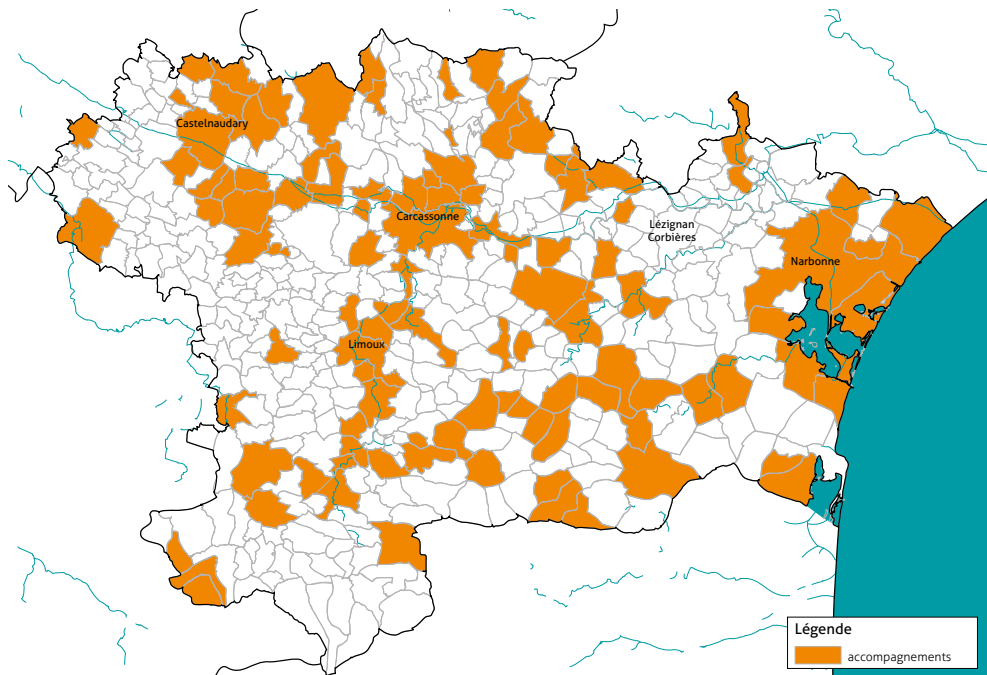 Castelnaudary
Carcassonne
Lézignan
Corbières
Narbonne
Limoux
Légende
accompagnements